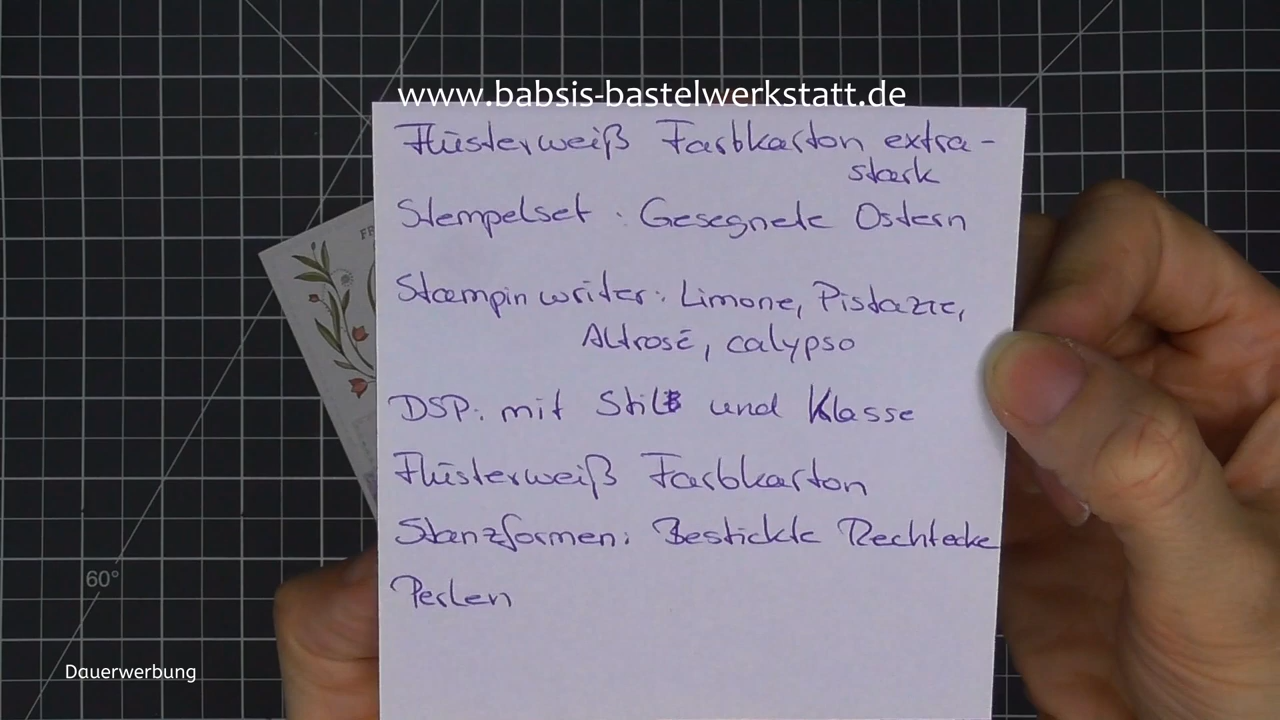 www.babsis-bastelwerkstatt.de
Flüsterweiß Farbkarton extra-
stark
Stempelset : Gesegnete Ostern
Stampin writer: Limone, Pistazie,
Altrosé, calypso
DSP: mit Stil und Klasse
Flüsterweiß Farbkarton
Stanzformen: Bestickte Rechtecke
Perlen
60°
Dauerwerbung